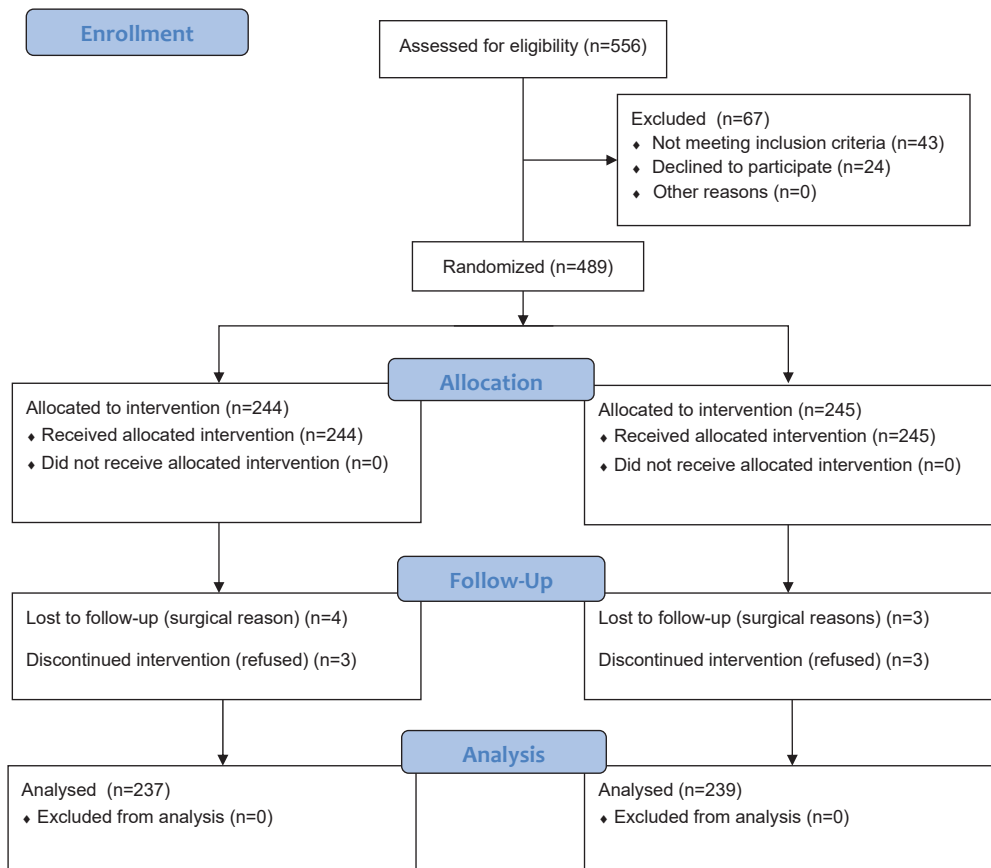 Enrollment
Assessed for eligibility (n=556)
Excluded (n=67)
♦ Not meeting inclusion criteria (n=43)
♦ Declined to participate (n=24)
♦ Other reasons (n=0)
Randomized (n=489)
Allocation
Allocated to intervention (n=244)
♦ Received allocated intervention (n=244)
♦ Did not receive allocated intervention (n=0)
Allocated to intervention (n=245)
♦ Received allocated intervention (n=245)
♦ Did not receive allocated intervention (n=0)
Follow-Up
Lost to follow-up (surgical reason) (n=4)
Discontinued intervention (refused) (n=3)
Lost to follow-up (surgical reasons) (n=3)
Discontinued intervention (refused) (n=3)
Analysis
Analysed (n=237)
♦ Excluded from analysis (n=0)
Analysed (n=239)
♦ Excluded from analysis (n=0)